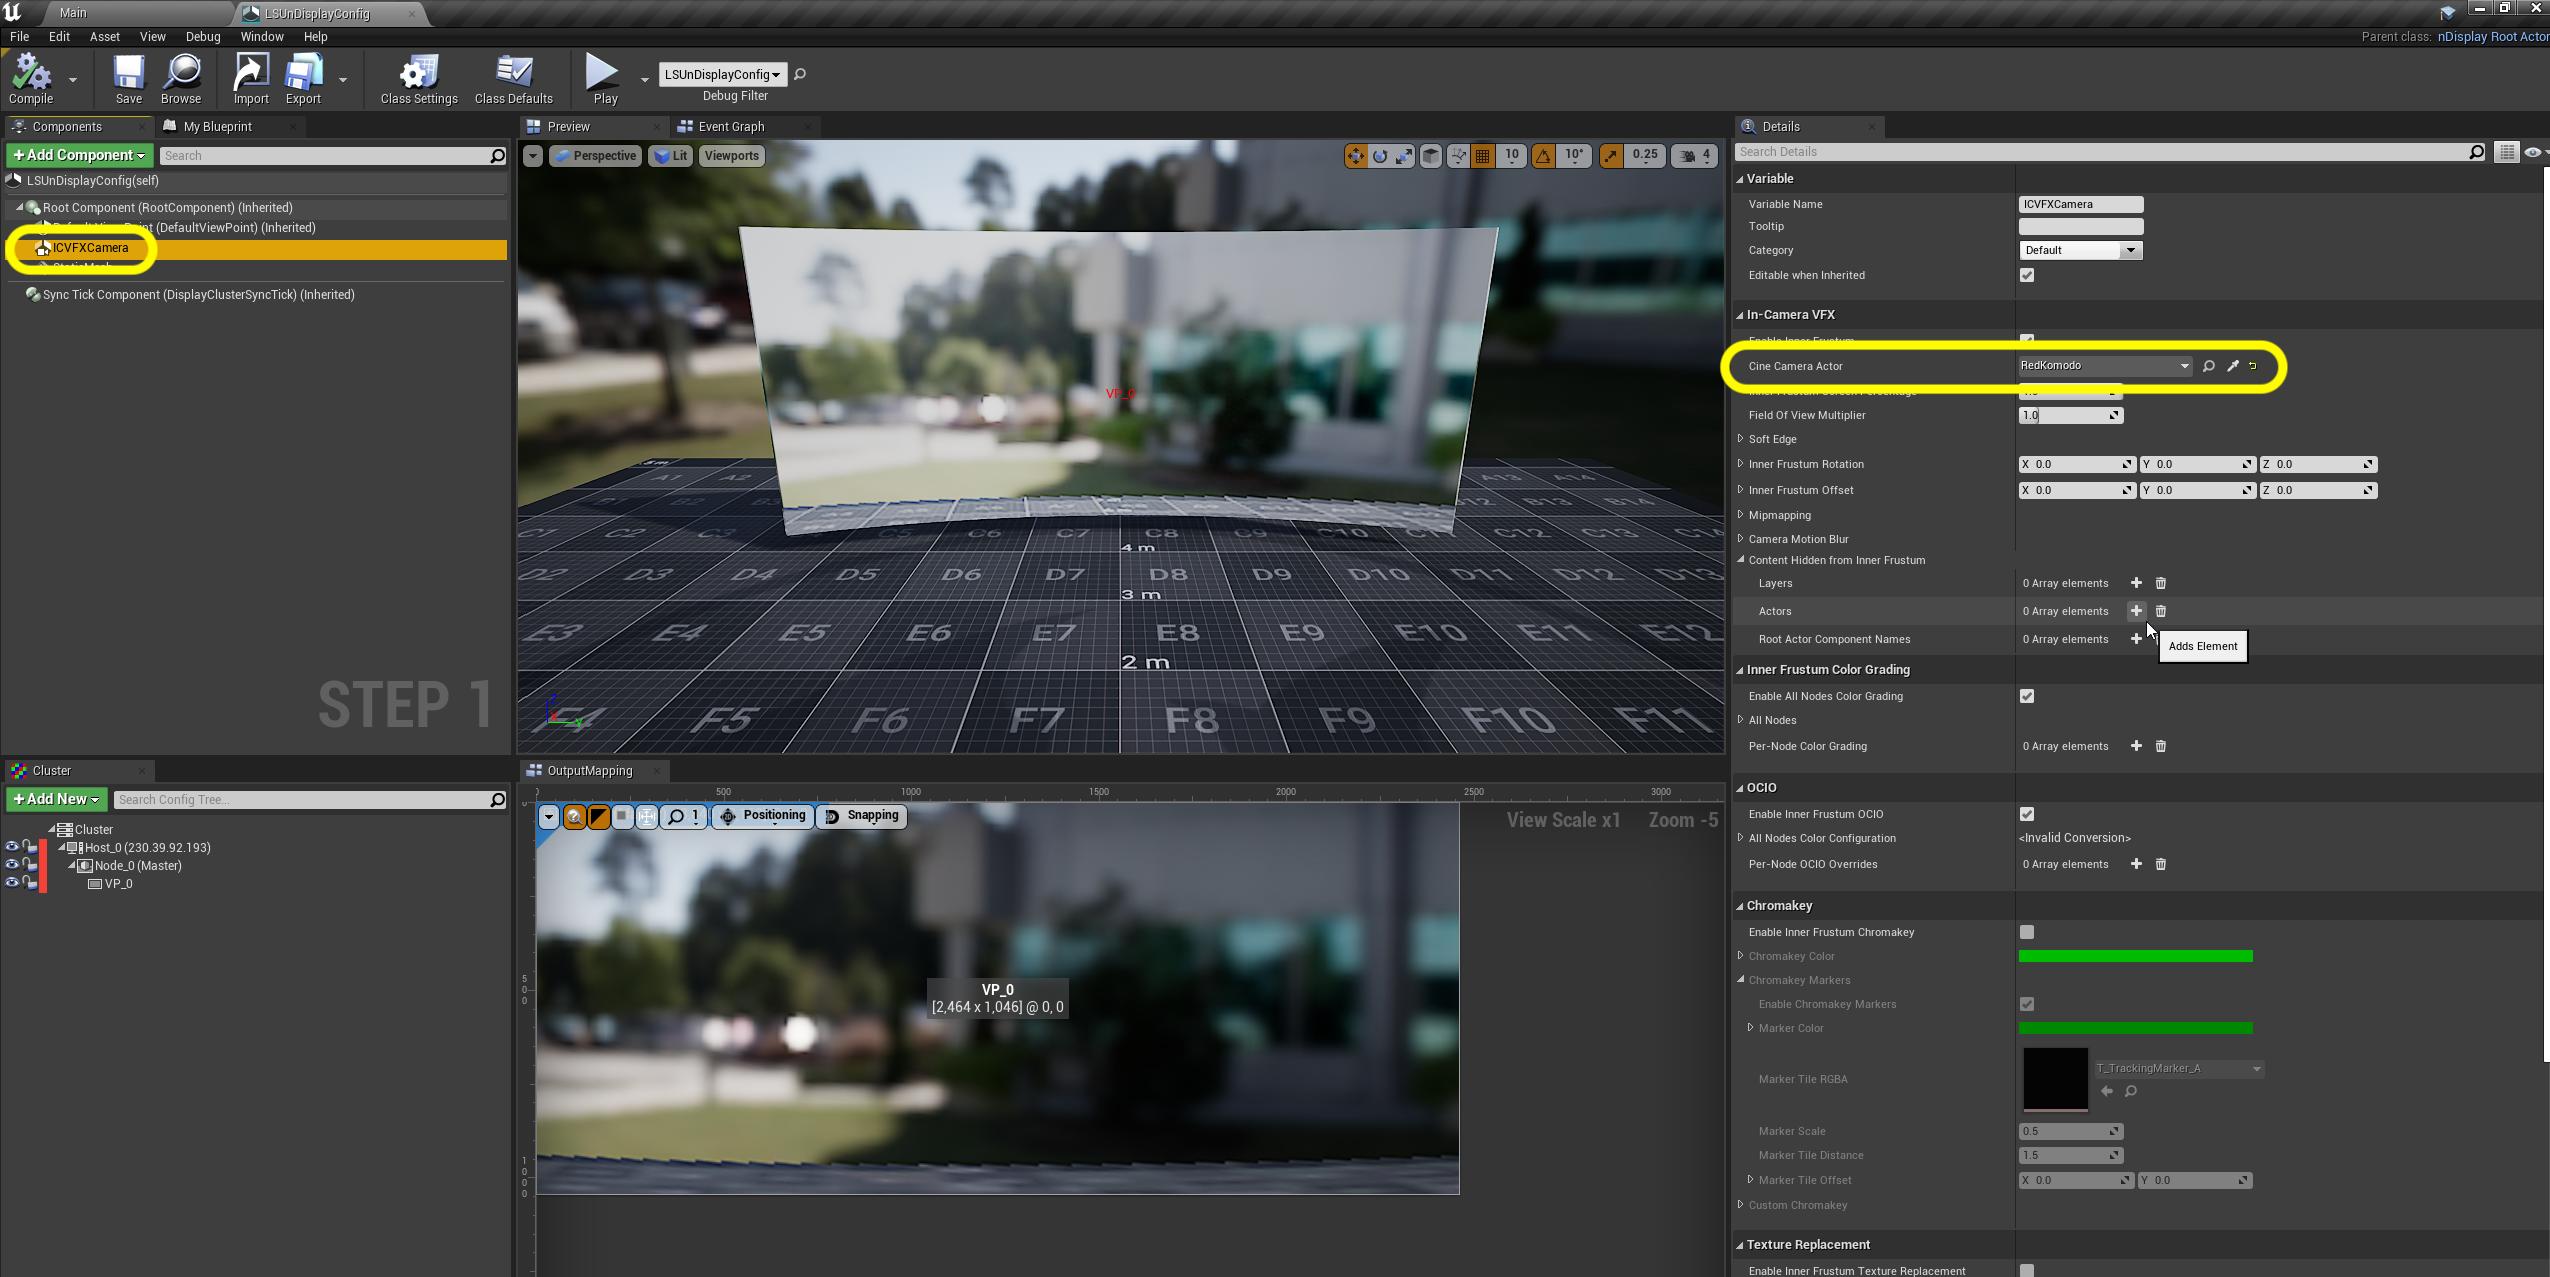 Main
LSUnDisplayConfig
File Edit Asset View Debug Window Help
Parent class: nDisplay Root Actor
Compile
Save
Browse
Import
Export
Class Settings
Class Defaults
Play
LSUnDisplayConfig
Debug Filter
Components
My Blueprint
+Add Component
Search
LSUnDisplayConfig(self)
Root Component (RootComponent) (Inherited)
(DefaultViewPoint) (Inherited)
ICVFXCamera
Sync Tick Component (DisplayClusterSyncTick) (Inherited)
STEP 1
Preview
Event Graph
Perspective
Lit
Viewports
10
10°
0.25
4
VP_0
A1 A2 A13 A14
B12 B13 B14
C1 C2 C5 C6 C7 C8 C9 C10 C12 C13
4 m
D2 D3 D4 D5 D6 D7 D8 D9 D10 D11 D12 D13
3 m
E3 E4 E5 E6 E7 E8 E9 E10 E11 E12
2 m
F4 F5 F6 F7 F8 F9 F10 F11
Cluster
+Add New
Search Config Tree...
Cluster
Host_0 (230.39.92.193)
Node_0 (Master)
VP_0
OutputMapping
0 500 1000 1500 2000 2500 3000
1
Positioning
Snapping
View Scale x1 Zoom -5
500
1000
VP_0
[2,464 x 1,046] @ 0, 0
Details
Search Details
Variable
Variable Name ICVFXCamera
Tooltip
Category Default
Editable when Inherited
In-Camera VFX
Enable Inner Frustum
Cine Camera Actor RedKomodo
Inner Frustum Screen Percentage 1.0
Field Of View Multiplier 1.0
Soft Edge
Inner Frustum Rotation X 0.0 Y 0.0 Z 0.0
Inner Frustum Offset X 0.0 Y 0.0 Z 0.0
Mipmapping
Camera Motion Blur
Content Hidden from Inner Frustum
Layers 0 Array elements
Actors 0 Array elements
Root Actor Component Names 0 Array elements
Adds Element
Inner Frustum Color Grading
Enable All Nodes Color Grading
All Nodes
Per-Node Color Grading 0 Array elements
OCIO
Enable Inner Frustum OCIO
All Nodes Color Configuration <Invalid Conversion>
Per-Node OCIO Overrides 0 Array elements
Chromakey
Enable Inner Frustum Chromakey
Chromakey Color
Chromakey Markers
Enable Chromakey Markers
Marker Color
Marker Tile RGBA T_TrackingMarker_A
Marker Scale 0.5
Marker Tile Distance 1.5
Marker Tile Offset X 0.0 Y 0.0
Custom Chromakey
Texture Replacement
Enable Inner Frustum Texture Replacement